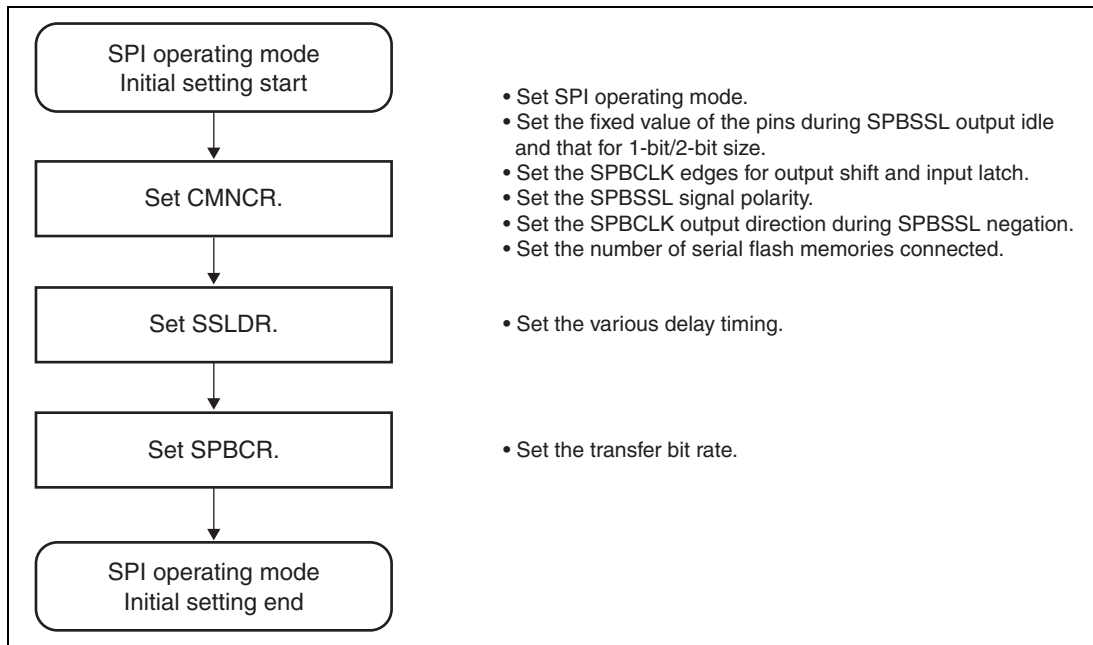 SPI operating mode
Initial setting start
• Set SPI operating mode.
• Set the fixed value of the pins during SPBSSL output idle
and that for 1-bit/2-bit size.
• Set the SPBCLK edges for output shift and input latch.
• Set the SPBSSL signal polarity.
• Set the SPBCLK output direction during SPBSSL negation.
• Set the number of serial flash memories connected.
Set CMNCR.
Set SSLDR.
• Set the various delay timing.
Set SPBCR.
• Set the transfer bit rate.
SPI operating mode
Initial setting end